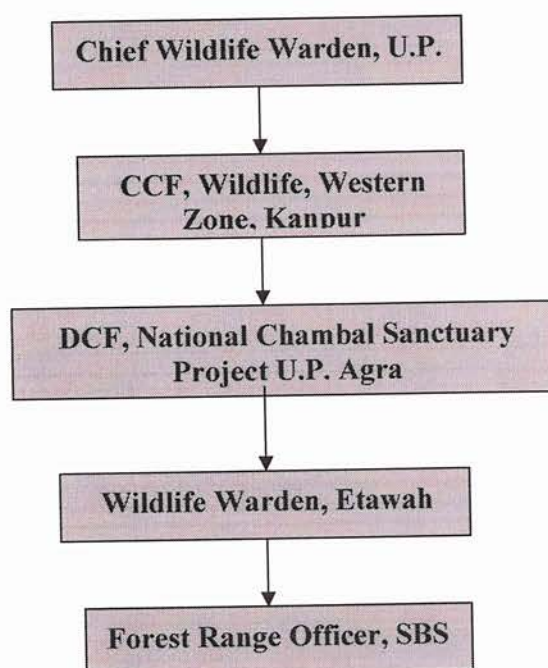 Chief Wildlife Warden, U.P.
CCF, Wildlife, Western
Zone, Kanpur
DCF, National Chambal Sanctuary
Project U.P. Agra
Wildlife Warden, Etawah
Forest Range Officer, SBS